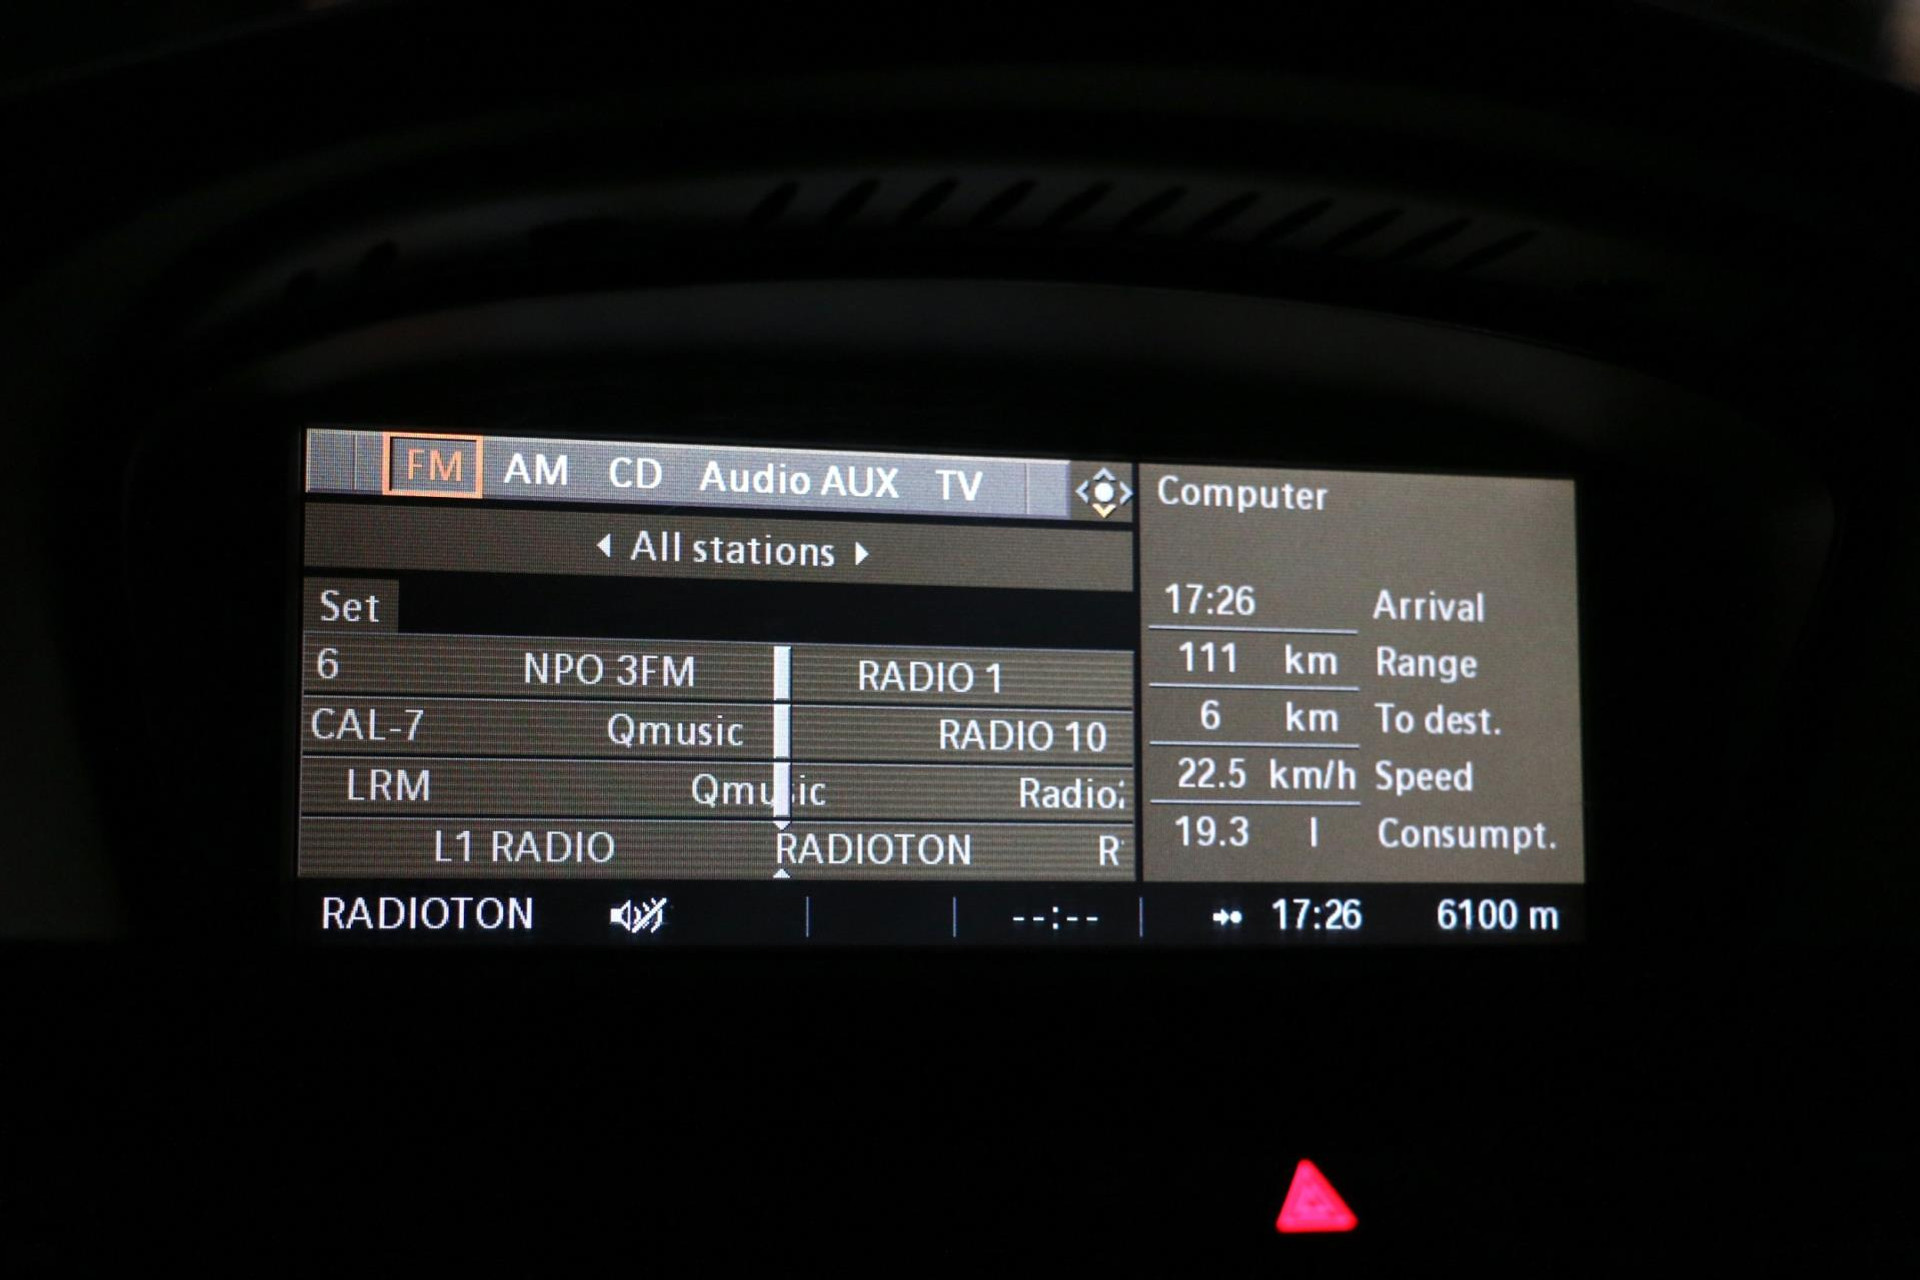 FM AM CD Audio AUX TV
All stations
Set
6 NPO 3FM RADIO 1
CAL-7 Qmusic RADIO 10
LRM Qmusic Radio
L1 RADIO RADIOTON R
Computer
17:26 Arrival
111 km Range
6 km To dest.
22.5 km/h Speed
19.3 l Consumpt.
RADIOTON --:-- 17:26 6100 m